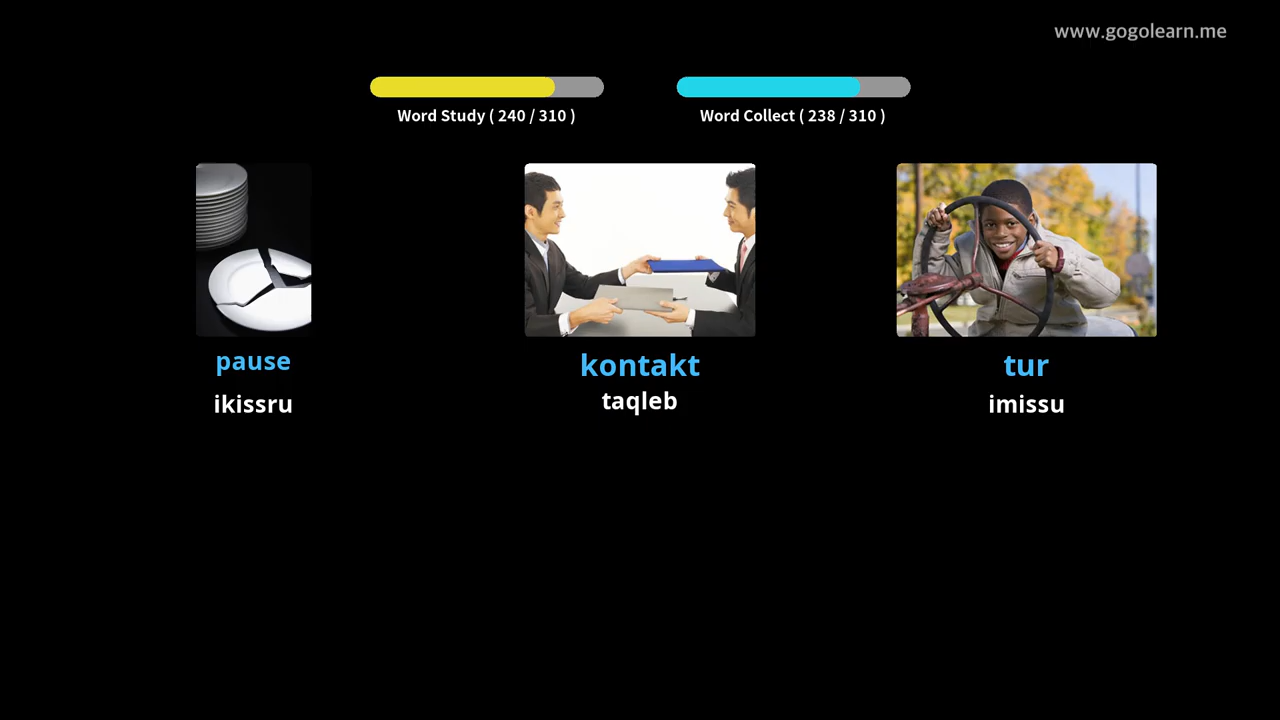 www.gogolearn.me
Word Study ( 240 / 310 )
Word Collect ( 238 / 310 )
pause
ikissru
kontakt
taqleb
tur
imissu